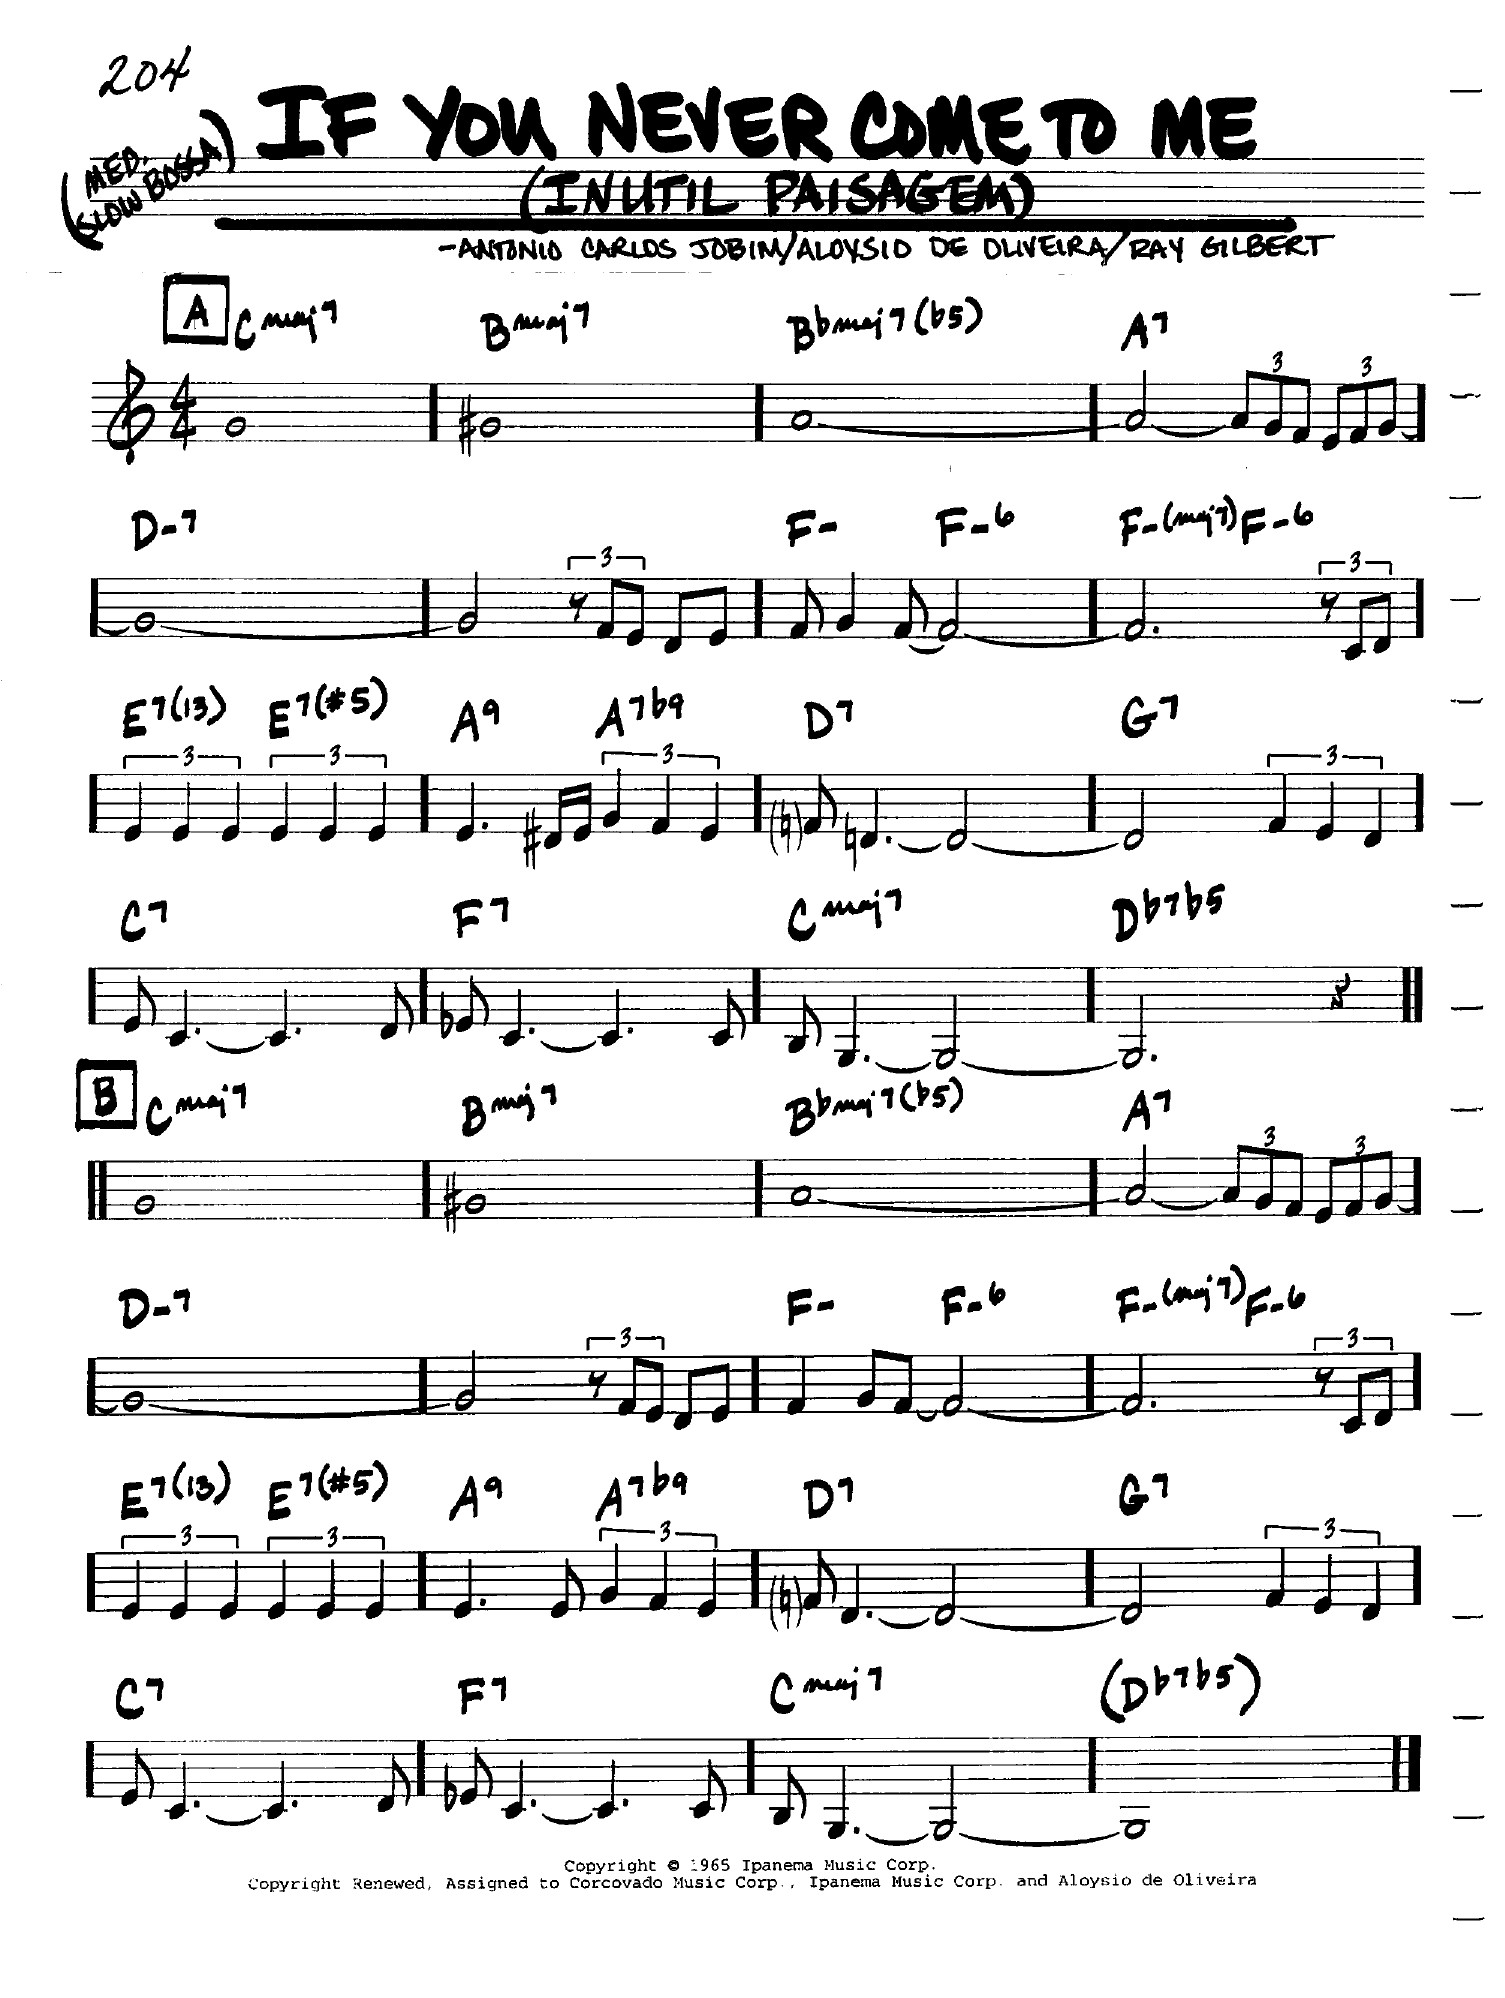 204
(MED. SLOW BOSSA)
IF YOU NEVER COME TO ME
(INUTIL PAISAGEM)
-ANTONIO CARLOS JOBIM/ALOYSIO DE OLIVEIRA/RAY GILBERT
A Cmaj7 Bmaj7 Bbmaj7(b5) A7
4/4 3 3
D-7 F- F-6 F-(maj7) F-6
3 3
E7(13) E7(#5) A9 A7b9 D7 G7
3 3 3 3
C7 F7 Cmaj7 Db7b5
B Cmaj7 Bmaj7 Bbmaj7(b5) A7
3 3
D-7 F- F-6 F-(maj7) F-6
3 3
E7(13) E7(#5) A9 A7b9 D7 G7
3 3 3 3
C7 F7 Cmaj7 (Db7b5)
Copyright © 1965 Ipanema Music Corp.
Copyright Renewed, Assigned to Corcovado Music Corp., Ipanema Music Corp. and Aloysio de Oliveira